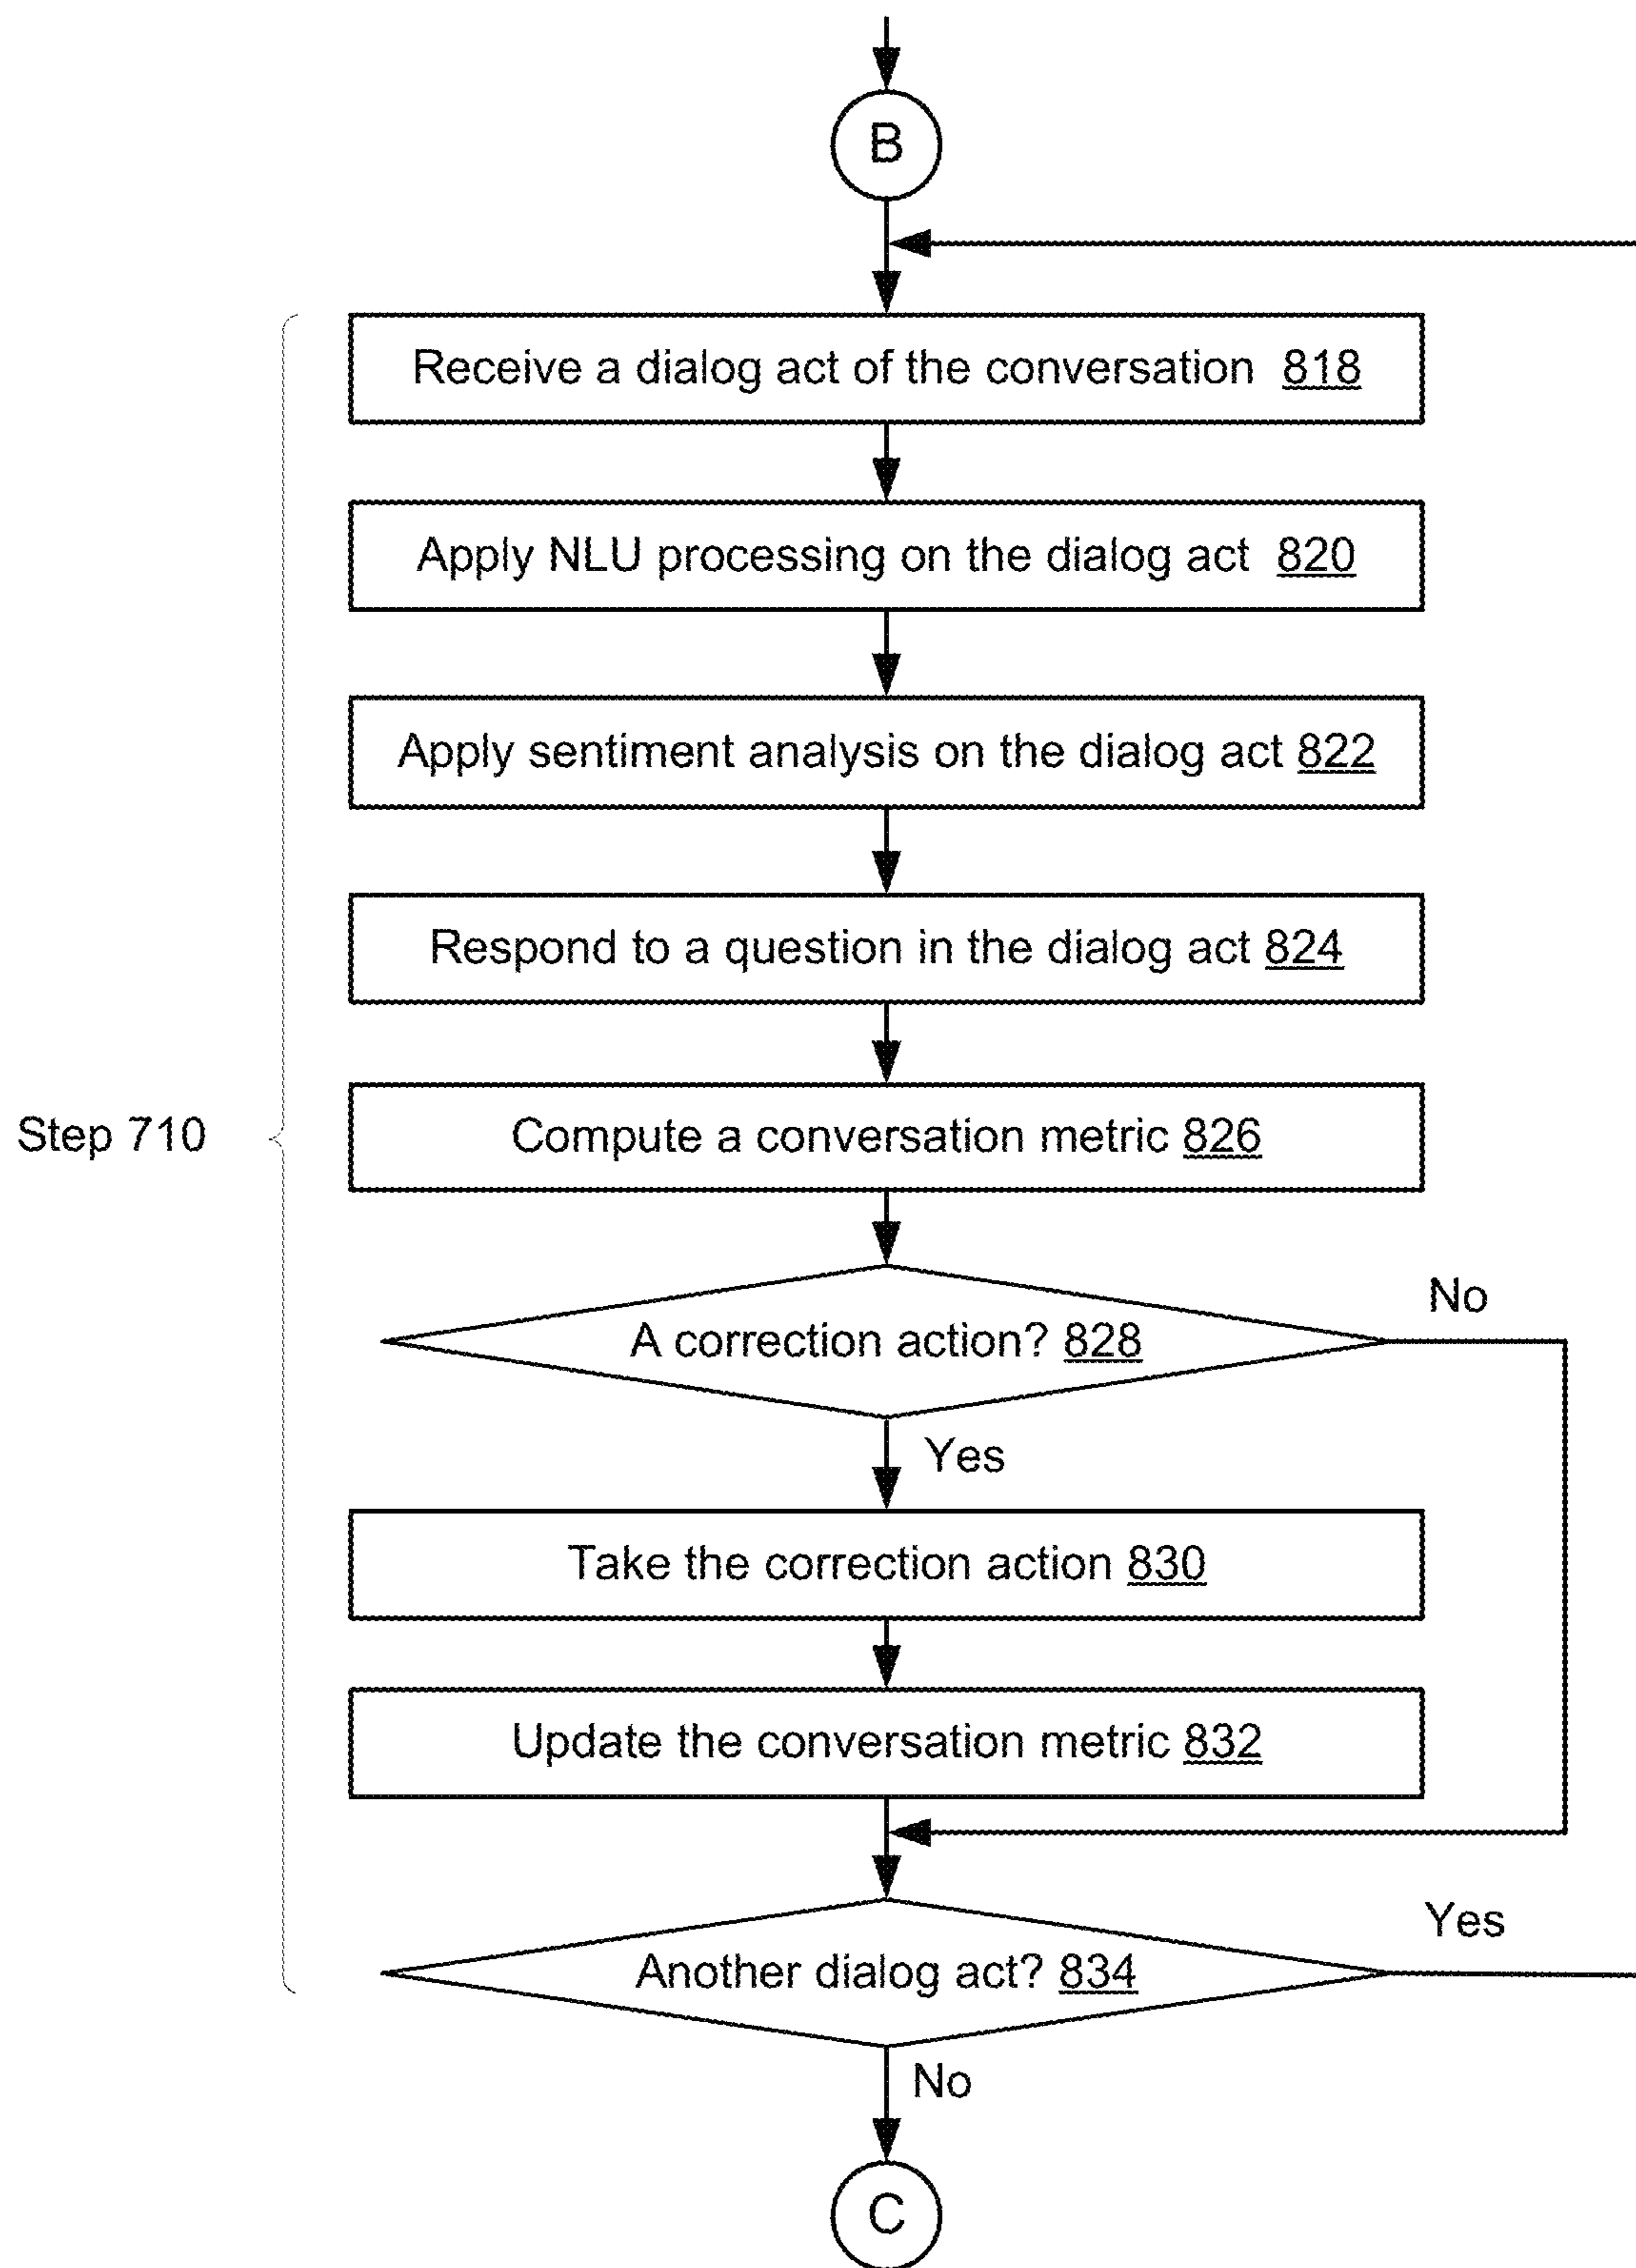 B
Receive a dialog act of the conversation 818
Apply NLU processing on the dialog act 820
Apply sentiment analysis on the dialog act 822
Respond to a question in the dialog act 824
Step 710
Compute a conversation metric 826
No
A correction action? 828
Yes
Take the correction action 830
Update the conversation metric 832
Yes
Another dialog act? 834
No
C